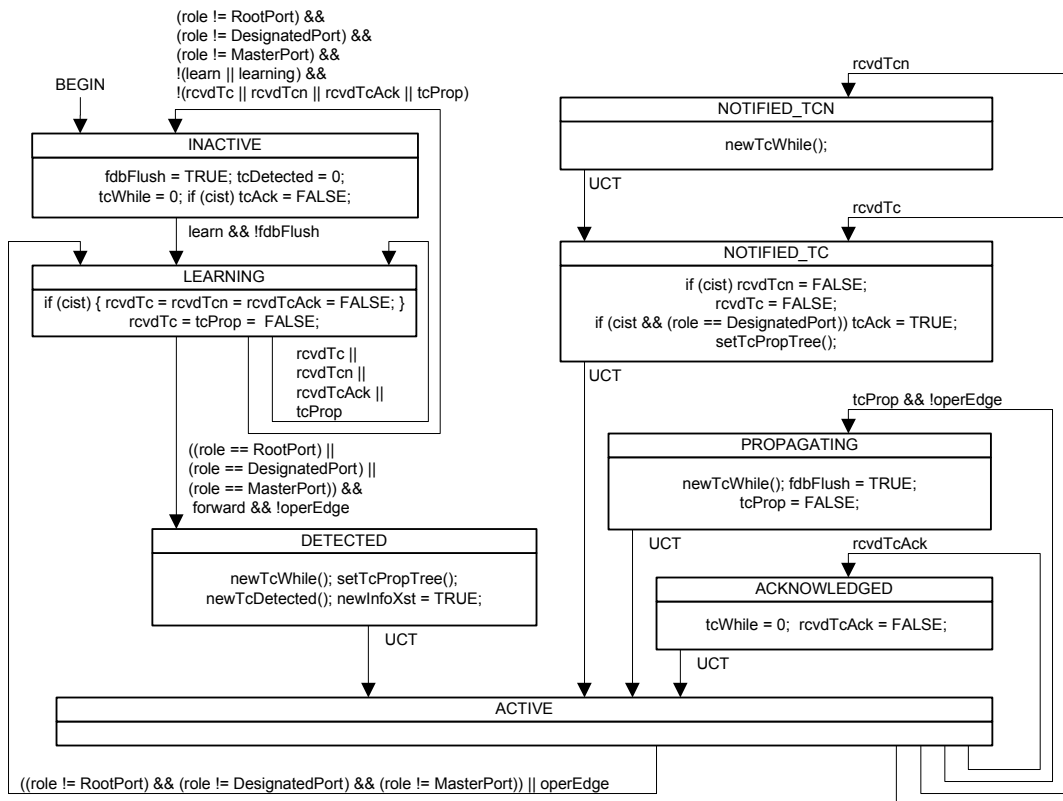 (role != RootPort) &&
(role != DesignatedPort) &&
(role != MasterPort) &&
!(learn || learning) &&
!(rcvdTc || rcvdTcn || rcvdTcAck || tcProp)
BEGIN
INACTIVE
fdbFlush = TRUE; tcDetected = 0;
tcWhile = 0; if (cist) tcAck = FALSE;
learn && !fdbFlush
LEARNING
if (cist) { rcvdTc = rcvdTcn = rcvdTcAck = FALSE; }
rcvdTc = tcProp = FALSE;
rcvdTc ||
rcvdTcn ||
rcvdTcAck ||
tcProp
((role == RootPort) ||
(role == DesignatedPort) ||
(role == MasterPort)) &&
forward && !operEdge
DETECTED
newTcWhile(); setTcPropTree();
newTcDetected(); newInfoXst = TRUE;
UCT
rcvdTcn
NOTIFIED_TCN
newTcWhile();
UCT
rcvdTc
NOTIFIED_TC
if (cist) rcvdTcn = FALSE;
rcvdTc = FALSE;
if (cist && (role == DesignatedPort)) tcAck = TRUE;
setTcPropTree();
UCT
tcProp && !operEdge
PROPAGATING
newTcWhile(); fdbFlush = TRUE;
tcProp = FALSE;
UCT
rcvdTcAck
ACKNOWLEDGED
tcWhile = 0; rcvdTcAck = FALSE;
UCT
ACTIVE
((role != RootPort) && (role != DesignatedPort) && (role != MasterPort)) || operEdge